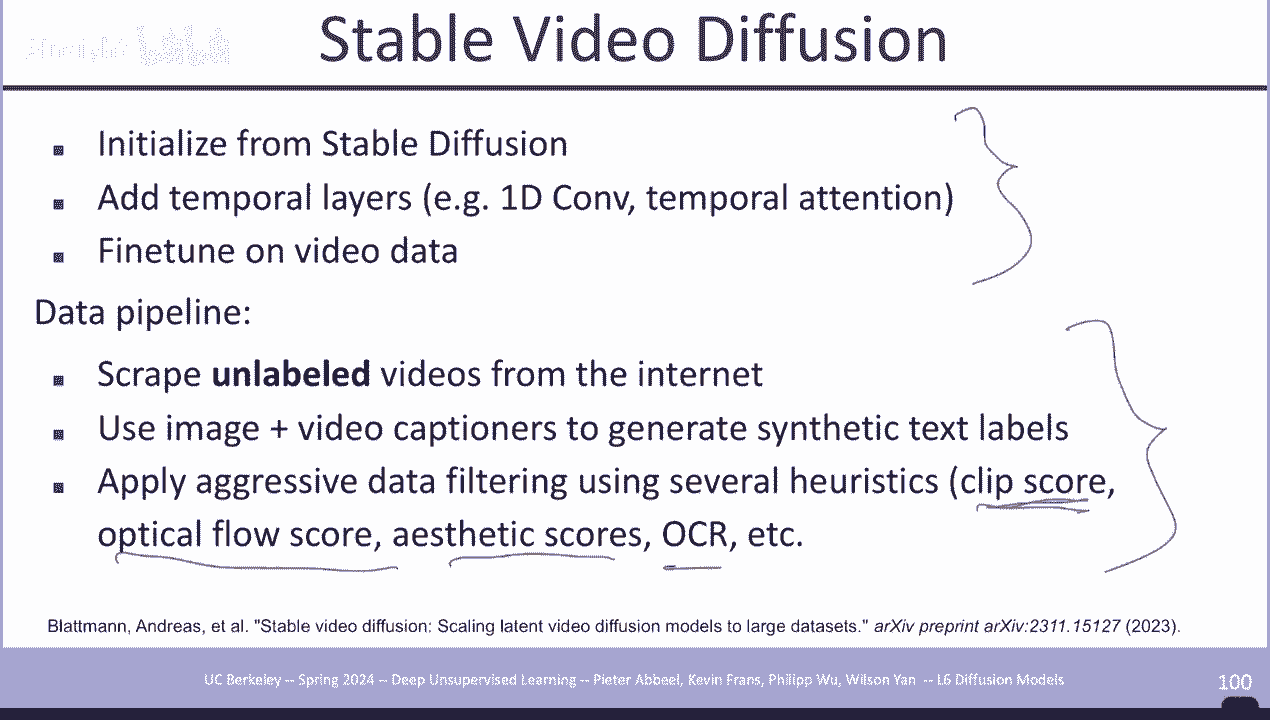 Stable Video Diffusion
▪ Initialize from Stable Diffusion
▪ Add temporal layers (e.g. 1D Conv, temporal attention)
▪ Finetune on video data
Data pipeline:
▪ Scrape unlabeled videos from the internet
▪ Use image + video captioners to generate synthetic text labels
▪ Apply aggressive data filtering using several heuristics (clip score,
optical flow score, aesthetic scores, OCR, etc.
Blattmann, Andreas, et al. "Stable video diffusion: Scaling latent video diffusion models to large datasets." arXiv preprint arXiv:2311.15127 (2023).
UC Berkeley -- Spring 2024 -- Deep Unsupervised Learning -- Pieter Abbeel, Kevin Frans, Philipp Wu, Wilson Yan -- L6 Diffusion Models
100